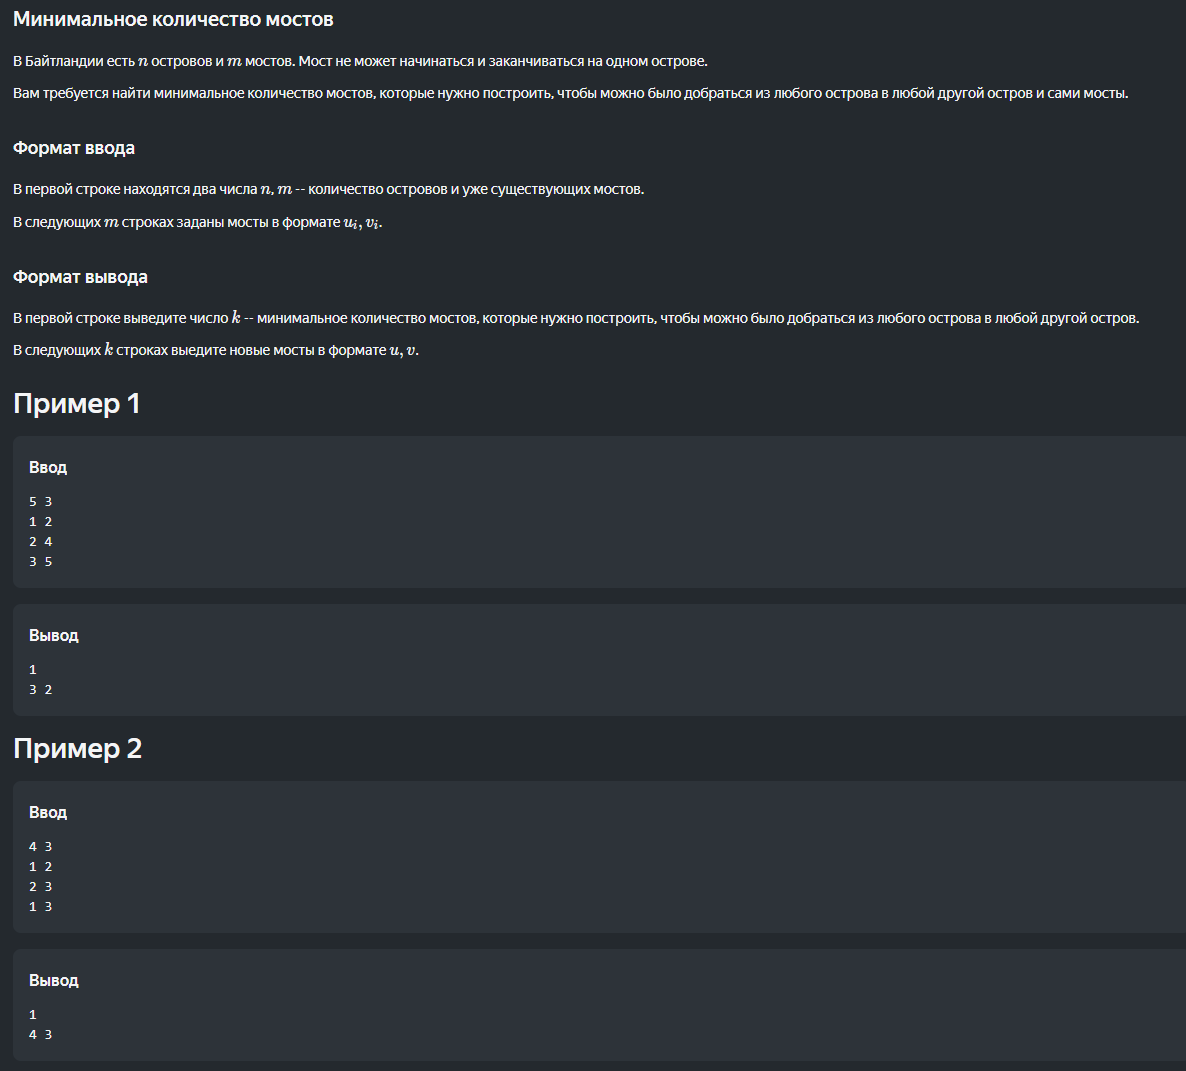 Минимальное количество мостов
В Байтландии есть n островов и m мостов. Мост не может начинаться и заканчиваться на одном острове.
Вам требуется найти минимальное количество мостов, которые нужно построить, чтобы можно было добраться из любого острова в любой другой остров и сами мосты.
Формат ввода
В первой строке находятся два числа n, m -- количество островов и уже существующих мостов.
В следующих m строках заданы мосты в формате uᵢ, vᵢ.
Формат вывода
В первой строке выведите число k -- минимальное количество мостов, которые нужно построить, чтобы можно было добраться из любого острова в любой другой остров.
В следующих k строках выедите новые мосты в формате u, v.
Пример 1
Ввод
5 3
1 2
2 4
3 5
Вывод
1
3 2
Пример 2
Ввод
4 3
1 2
2 3
1 3
Вывод
1
4 3